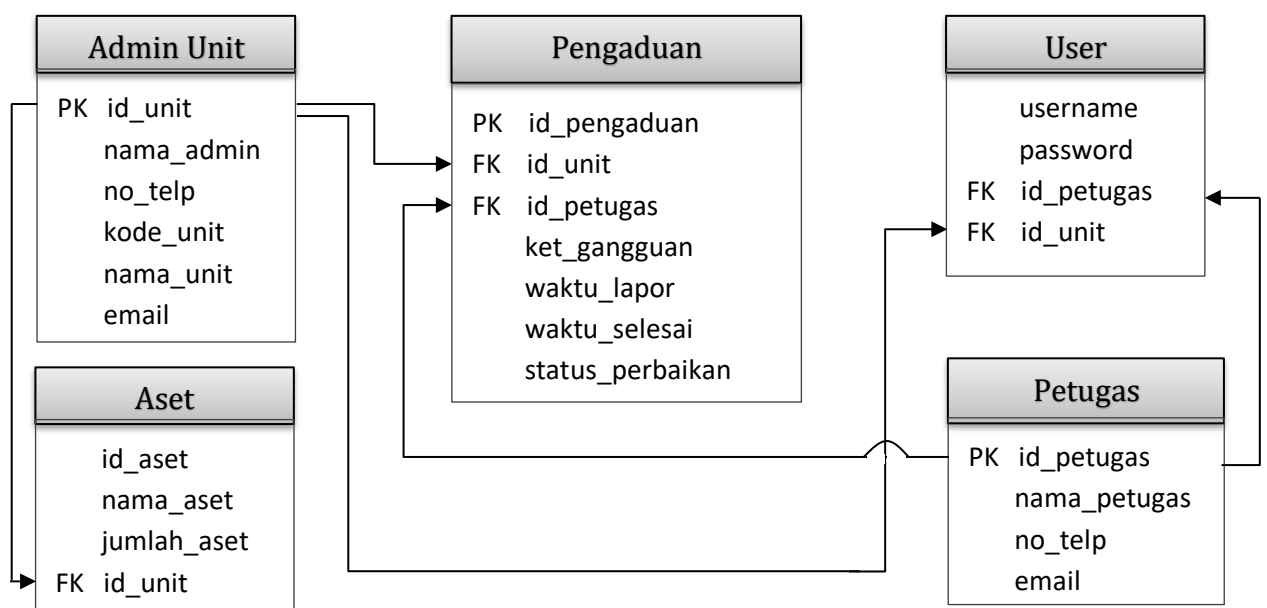 Admin Unit
PK id_unit
nama_admin
no_telp
kode_unit
nama_unit
email
Aset
id_aset
nama_aset
jumlah_aset
FK id_unit
Pengaduan
PK id_pengaduan
FK id_unit
FK id_petugas
ket_gangguan
waktu_lapor
waktu_selesai
status_perbaikan
User
username
password
FK id_petugas
FK id_unit
Petugas
PK id_petugas
nama_petugas
no_telp
email